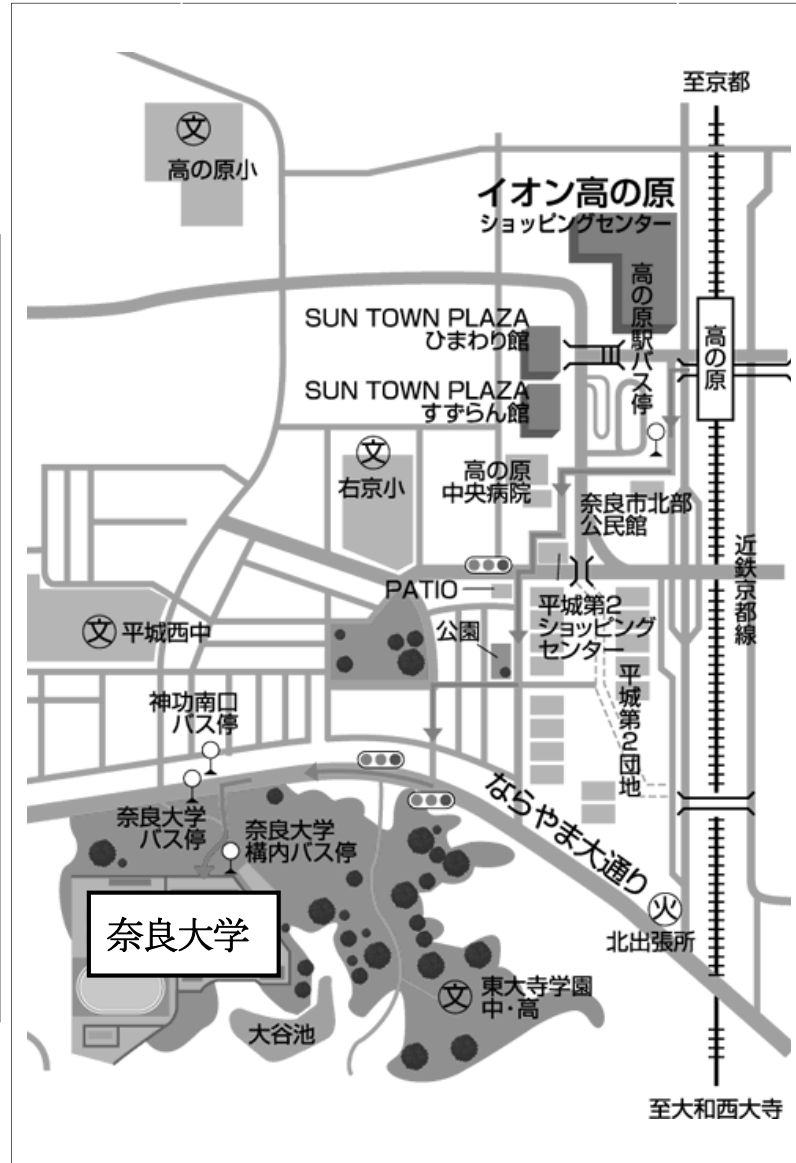 至京都
文
高の原小
イオン高の原
ショッピングセンター
高の原駅バス停
SUN TOWN PLAZA
ひまわり館
高の原
SUN TOWN PLAZA
すずらん館
文
右京小
高の原
中央病院
奈良市北部
公民館
近鉄京都線
PATIO
平城第2
ショッピング
センター
文 平城西中
公園
平城第2団地
神功南口
バス停
奈良大学
バス停
奈良大学
構内バス停
ならやま大通り
火
北出張所
奈良大学
文
東大寺学園
中・高
大谷池
至大和西大寺